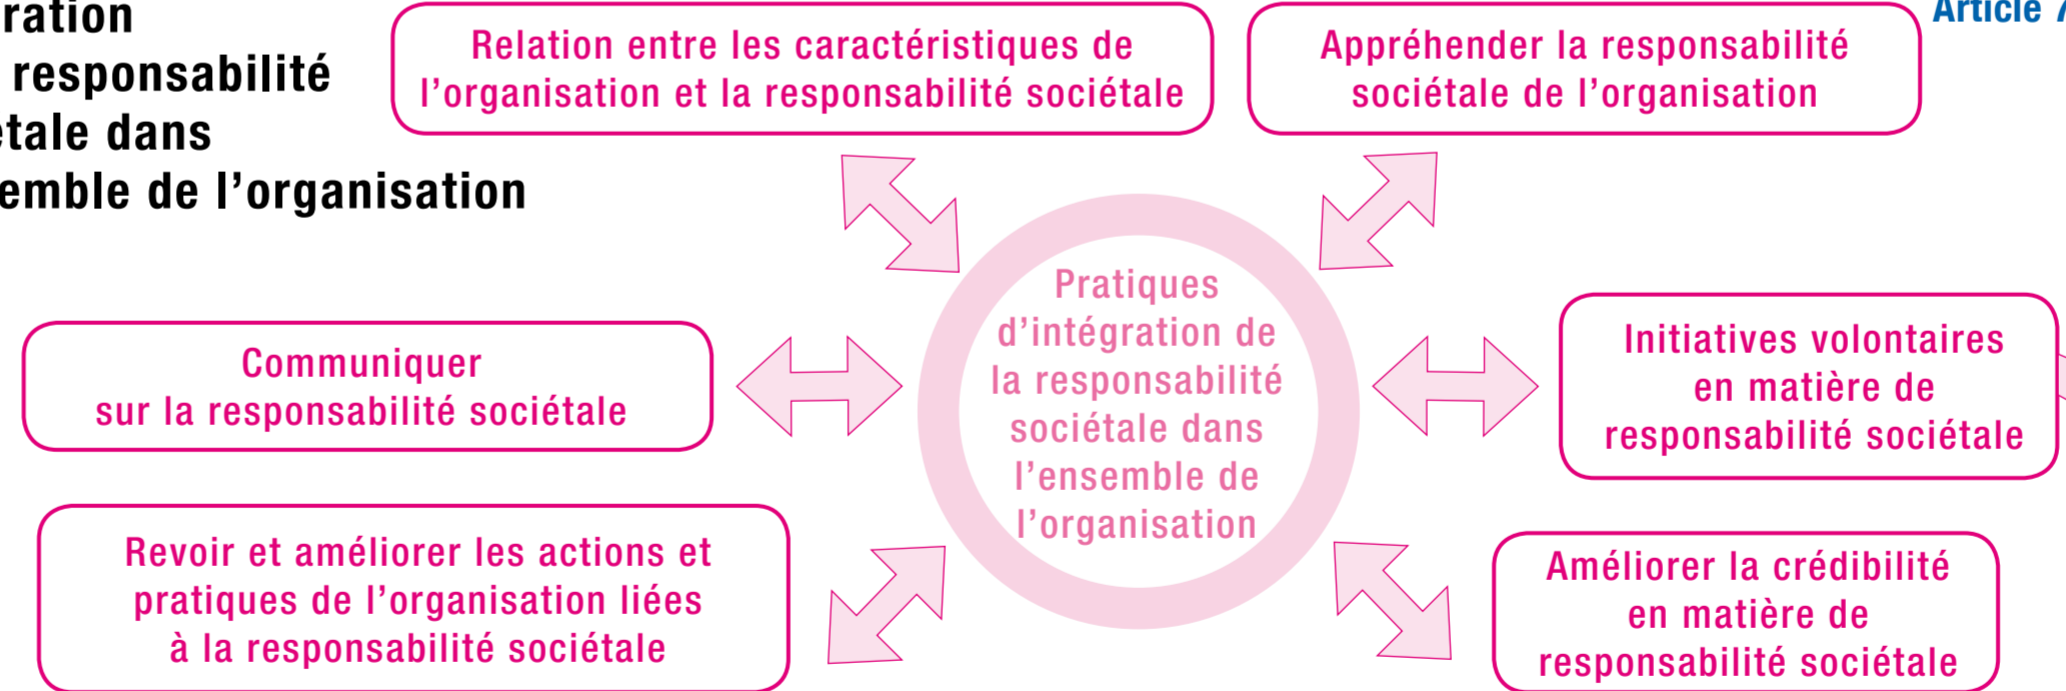 ration
responsabilité
étale dans
emble de l’organisation
Relation entre les caractéristiques de
l’organisation et la responsabilité sociétale
Appréhender la responsabilité
sociétale de l’organisation
Article 7
Pratiques
d’intégration de
la responsabilité
sociétale dans
l’ensemble de
l’organisation
Communiquer
sur la responsabilité sociétale
Initiatives volontaires
en matière de
responsabilité sociétale
Revoir et améliorer les actions et
pratiques de l’organisation liées
à la responsabilité sociétale
Améliorer la crédibilité
en matière de
responsabilité sociétale